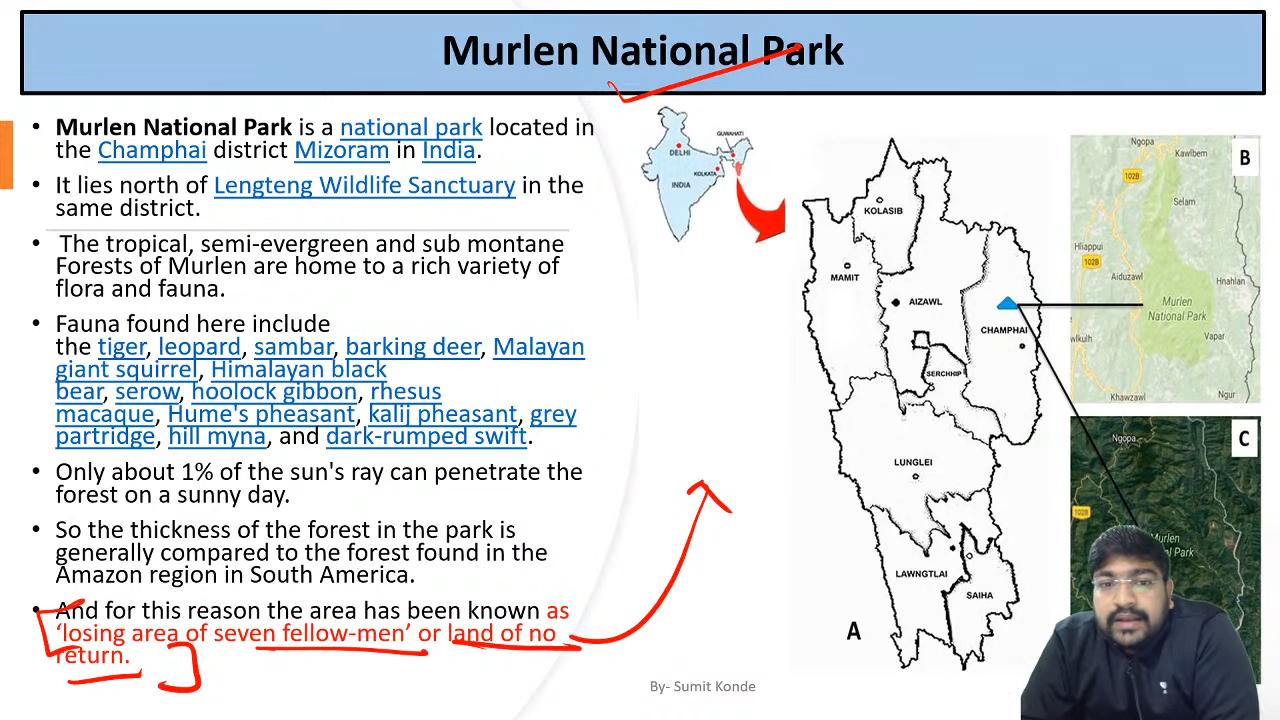 Murlen National Park
• Murlen National Park is a national park located in
the Champhai district Mizoram in India.
• It lies north of Lengteng Wildlife Sanctuary in the
same district.
• The tropical, semi-evergreen and sub montane
Forests of Murlen are home to a rich variety of
flora and fauna.
• Fauna found here include
the tiger, leopard, sambar, barking deer, Malayan
giant squirrel, Himalayan black
bear, serow, hoolock gibbon, rhesus
macaque, Hume's pheasant, kalij pheasant, grey
partridge, hill myna, and dark-rumped swift.
• Only about 1% of the sun's ray can penetrate the
forest on a sunny day.
• So the thickness of the forest in the park is
generally compared to the forest found in the
Amazon region in South America.
• And for this reason the area has been known as
'losing area of seven fellow-men' or land of no
return.
GUWAHATI
DELHI
KOLKATA
INDIA
KOLASIB
MAMIT
AIZAWL
CHAMPHAI
SERCHHIP
LUNGLEI
LAWNGTLAI
SAIHA
A
Ngopa
Kawlbem
B
102B
Selam
Hliappui
102B
Aiduzawl
Hnahlan
Murlen
National Park
Vapar
wlkulh
Khawzawl
Ngur
Ngopa
C
102B
Murlen
al Park
By- Sumit Konde